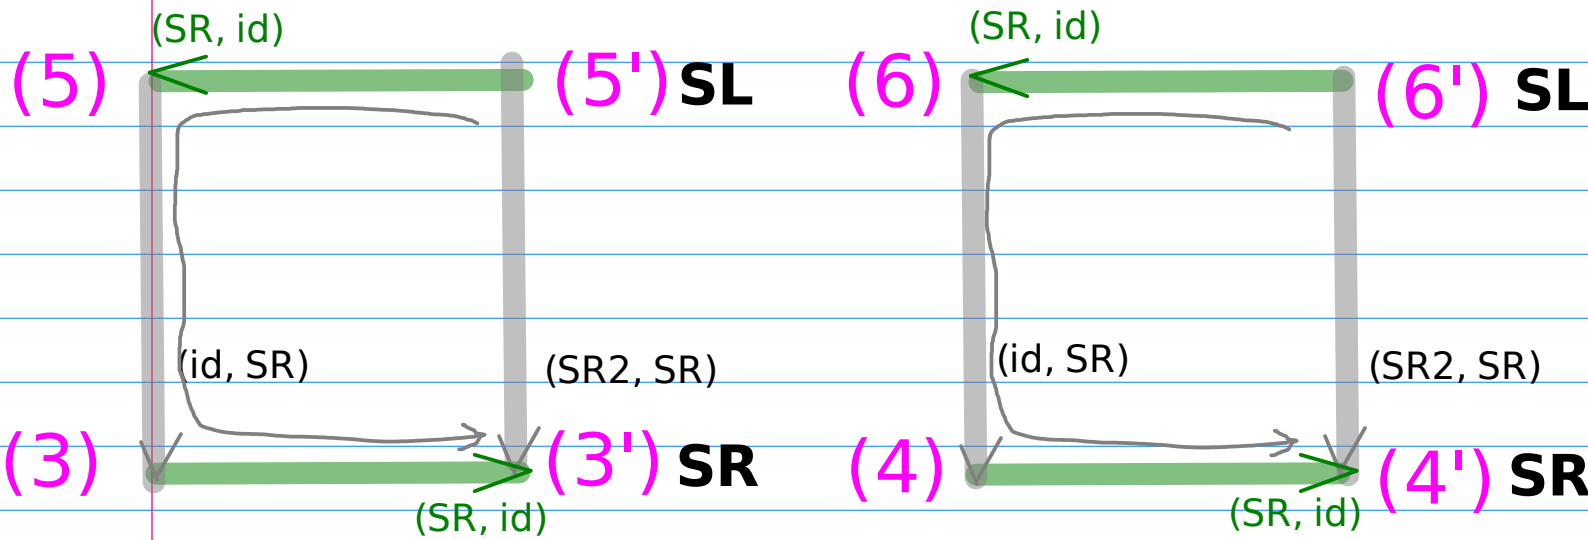 (SR, id) (SR, id)
(5) (5') SL (6) (6') SL
(id, SR) (SR2, SR) (id, SR) (SR2, SR)
(3) (3') SR (4) (4') SR
(SR, id) (SR, id)